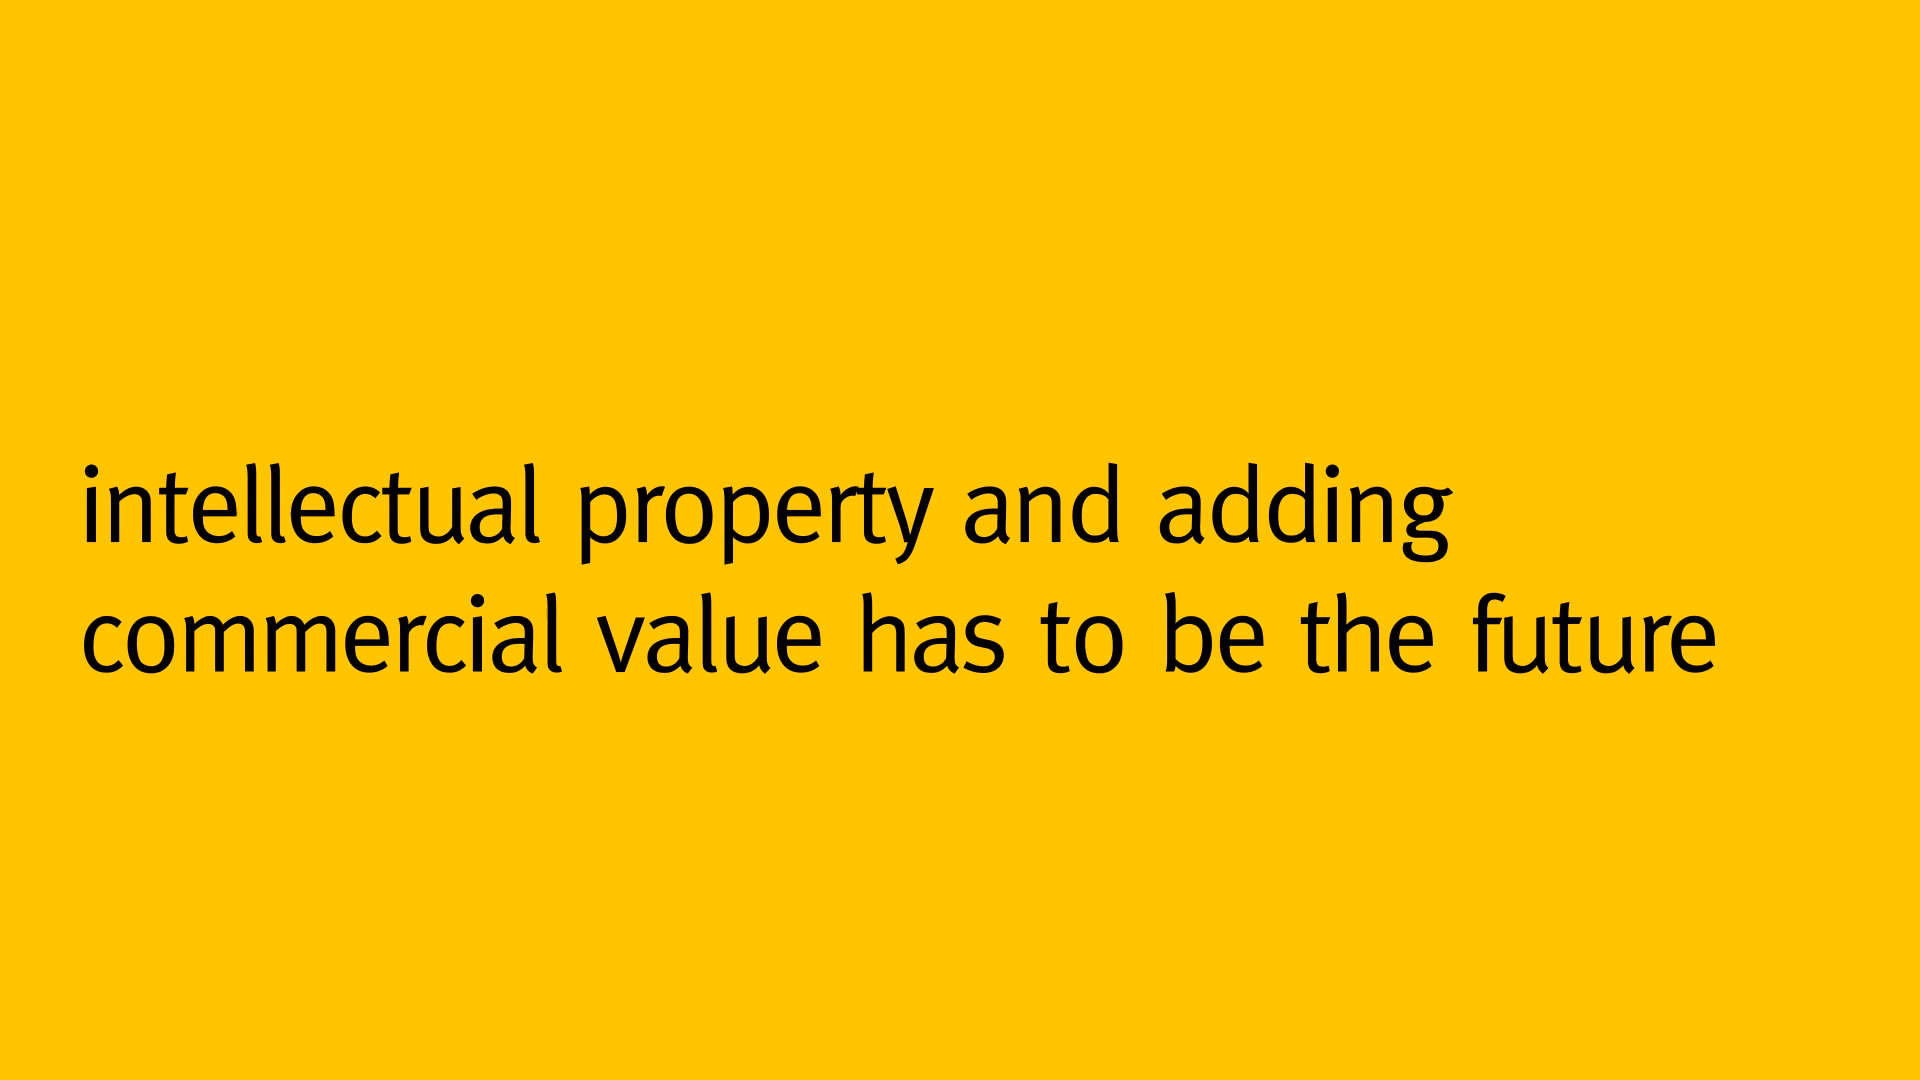 intellectual property and adding
commercial value has to be the future